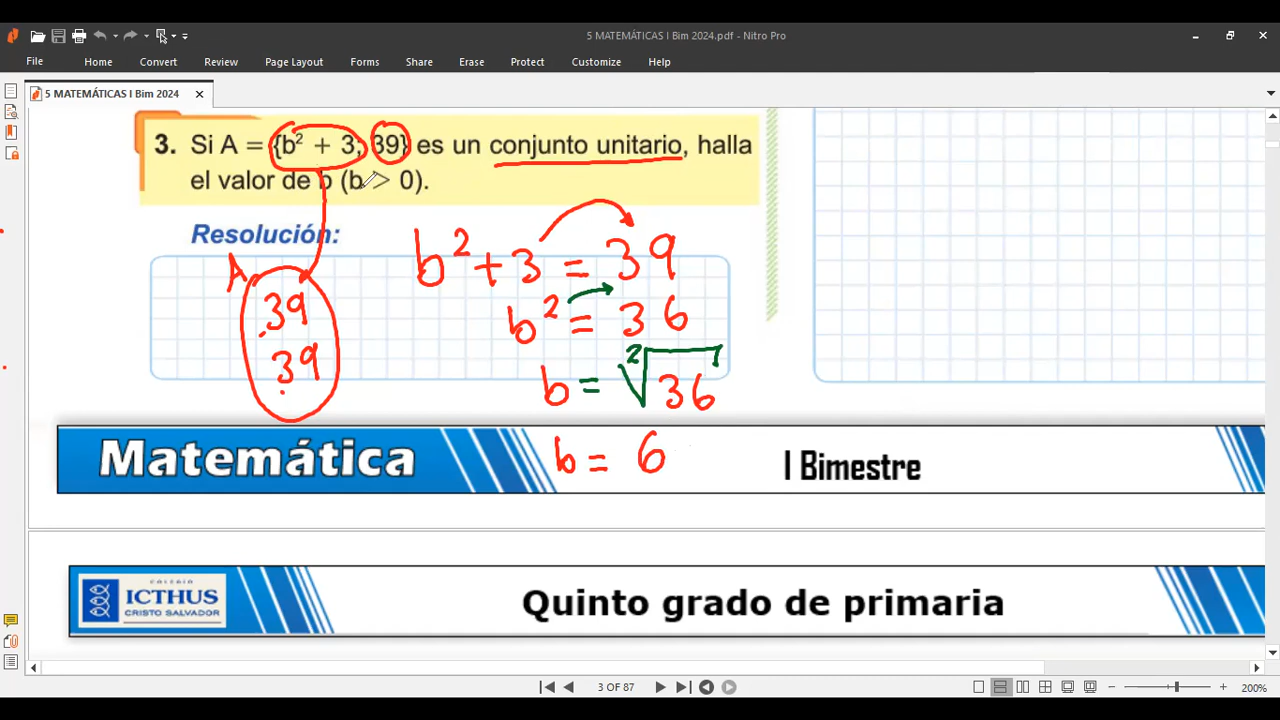 5 MATEMÁTICAS I Bim 2024.pdf - Nitro Pro
File Home Convert Review Page Layout Forms Share Erase Protect Customize Help
5 MATEMÁTICAS I Bim 2024
3. Si A = {b² + 3; 39} es un conjunto unitario, halla
el valor de b (b > 0).
Resolución:
A
39
39
b² + 3 = 39
b² = 36
b = ²√36
b = 6
Matemática I Bimestre
COLEGIO
ICTHUS
CRISTO SALVADOR
Quinto grado de primaria
3 OF 87
200%